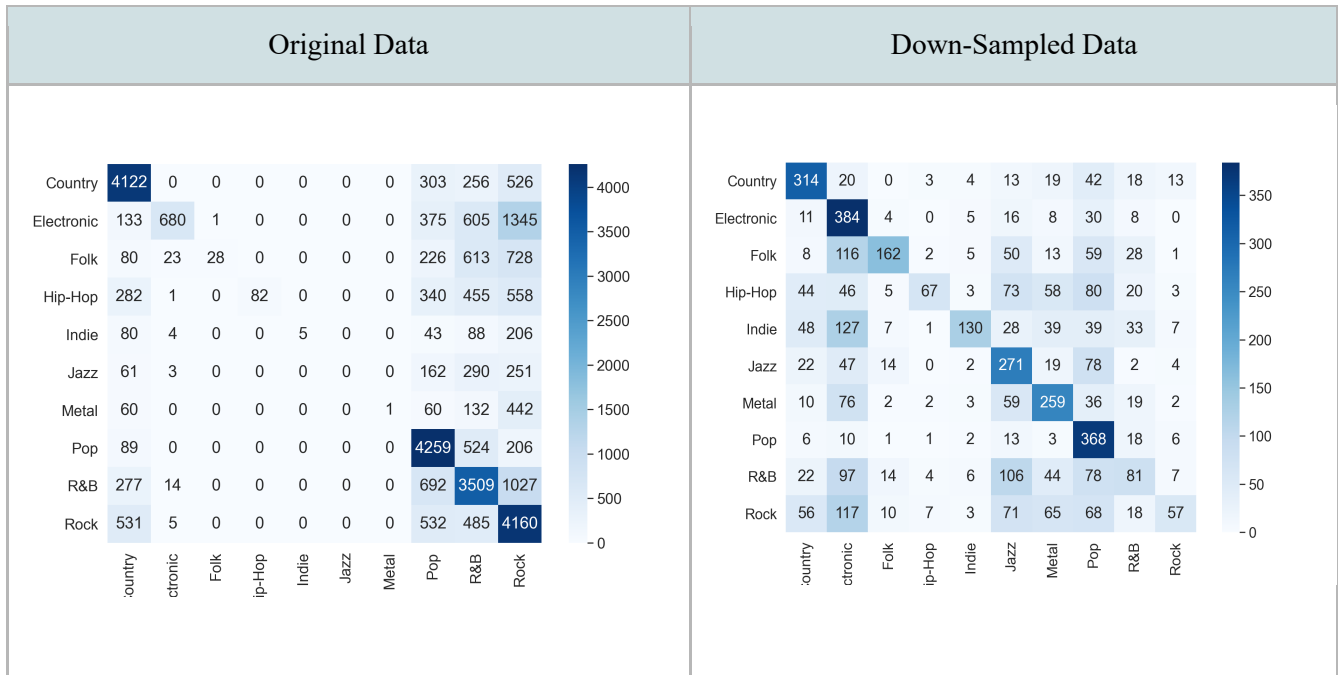 Original Data
Down-Sampled Data
Country 4122 0 0 0 0 0 0 303 256 526
Electronic 133 680 1 0 0 0 0 375 605 1345
Folk 80 23 28 0 0 0 0 226 613 728
Hip-Hop 282 1 0 82 0 0 0 340 455 558
Indie 80 4 0 0 5 0 0 43 88 206
Jazz 61 3 0 0 0 0 0 162 290 251
Metal 60 0 0 0 0 0 1 60 132 442
Pop 89 0 0 0 0 0 0 4259 524 206
R&B 277 14 0 0 0 0 0 692 3509 1027
Rock 531 5 0 0 0 0 0 532 485 4160
ountry ctronic Folk ip-Hop Indie Jazz Metal Pop R&B Rock
4000
3500
3000
2500
2000
1500
1000
500
0
Country 314 20 0 3 4 13 19 42 18 13
Electronic 11 384 4 0 5 16 8 30 8 0
Folk 8 116 162 2 5 50 13 59 28 1
Hip-Hop 44 46 5 67 3 73 58 80 20 3
Indie 48 127 7 1 130 28 39 39 33 7
Jazz 22 47 14 0 2 271 19 78 2 4
Metal 10 76 2 2 3 59 259 36 19 2
Pop 6 10 1 1 2 13 3 368 18 6
R&B 22 97 14 4 6 106 44 78 81 7
Rock 56 117 10 7 3 71 65 68 18 57
ountry ctronic Folk ip-Hop Indie Jazz Metal Pop R&B Rock
350
300
250
200
150
100
50
0